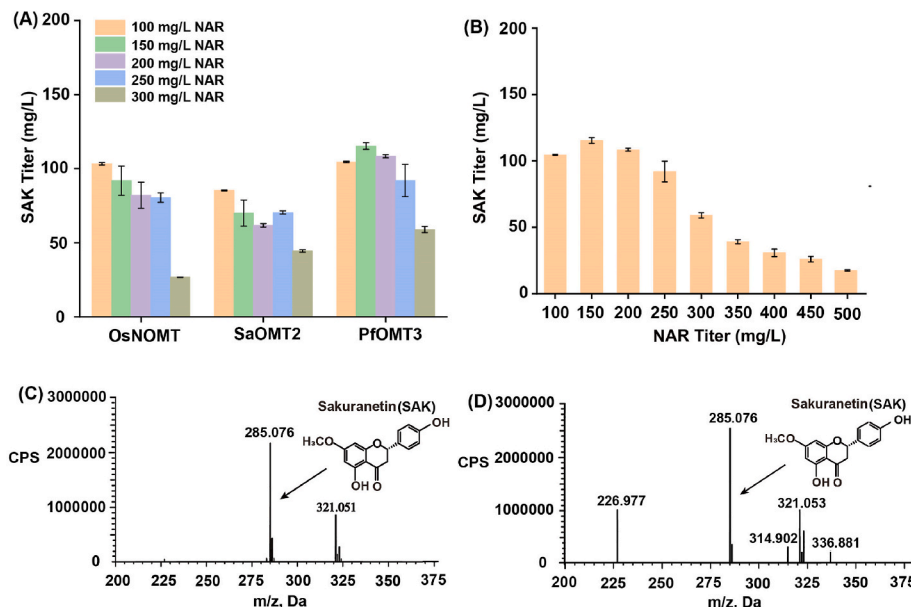 (A)
200
150
100
50
0
SAK Titer (mg/L)
100 mg/L NAR
150 mg/L NAR
200 mg/L NAR
250 mg/L NAR
300 mg/L NAR
OsNOMT SaOMT2 PfOMT3
(B)
200
150
100
50
0
SAK Titer (mg/L)
100 150 200 250 300 350 400 450 500
NAR Titer (mg/L)
(C)
3000000
2000000
1000000
0
CPS
285.076
321.051
Sakuranetin(SAK)
OH
H₃CO
O
OH O
200 225 250 275 300 325 350 375
m/z, Da
(D)
3000000
2000000
1000000
0
CPS
226.977
285.076
314.902
321.053
336.881
Sakuranetin(SAK)
OH
H₃CO
O
OH O
200 225 250 275 300 325 350 375
m/z, Da